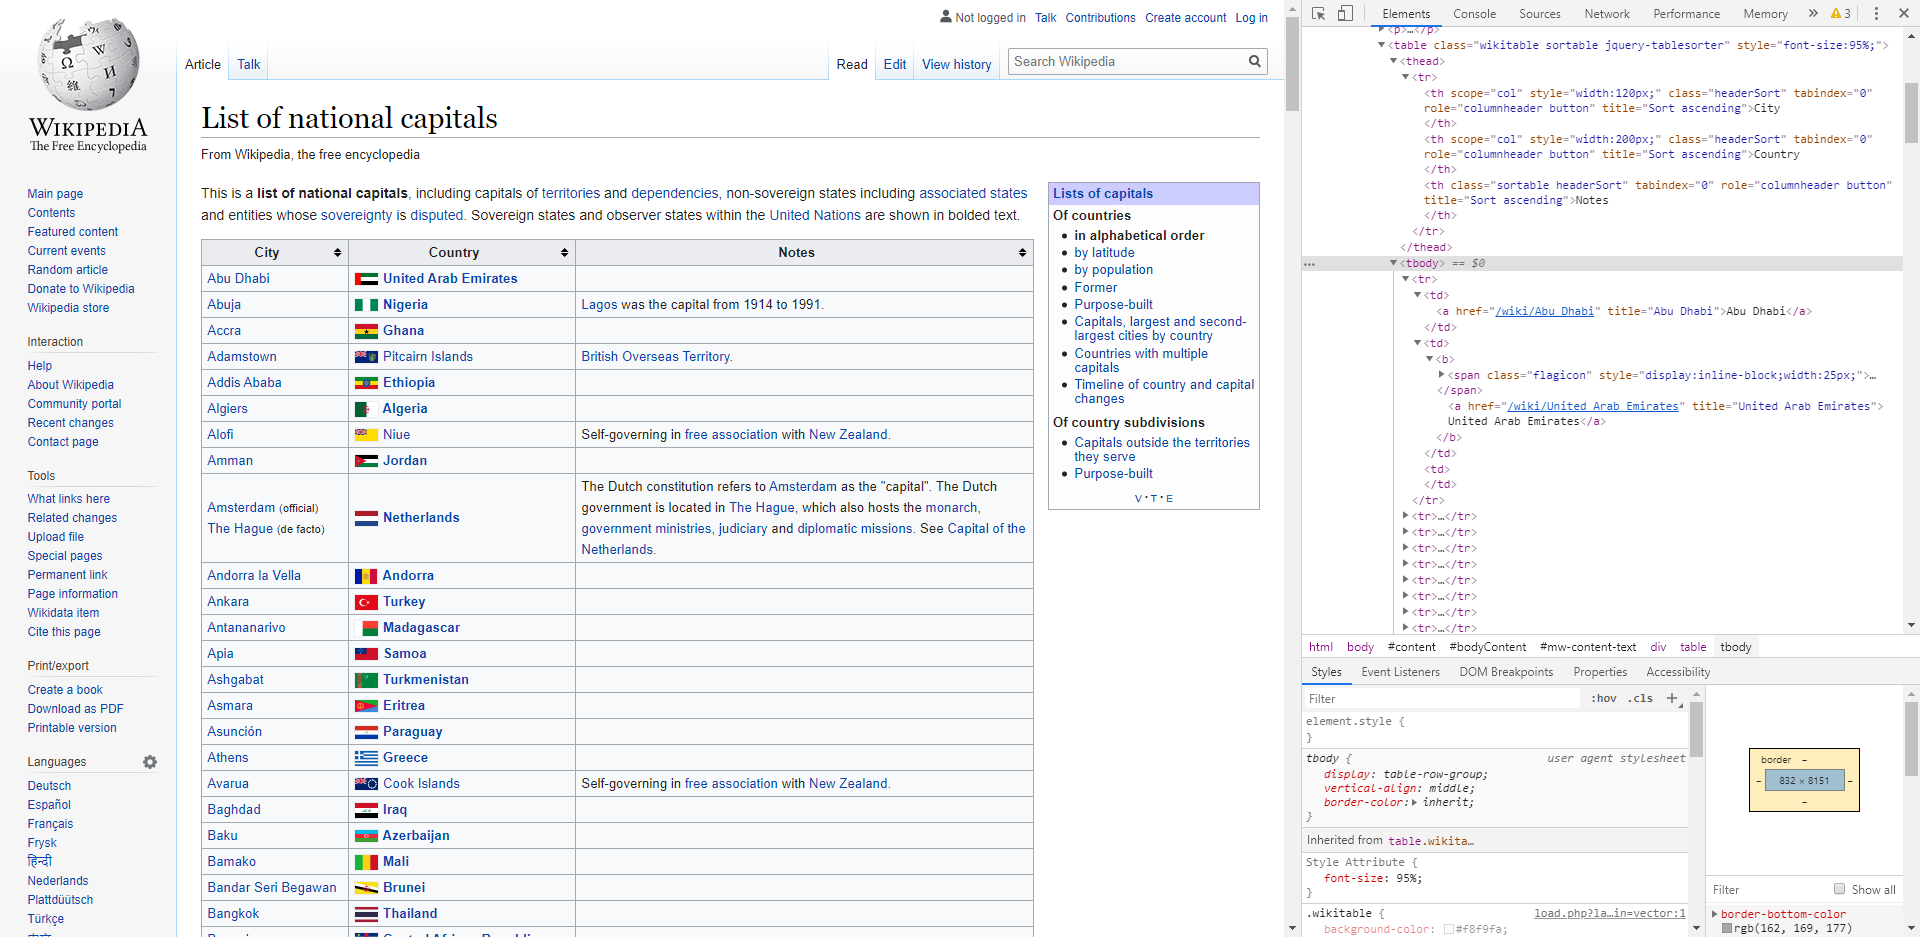 Not logged in Talk Contributions Create account Log in
Article Talk Read Edit View history Search Wikipedia
WIKIPEDIA
The Free Encyclopedia
Main page
Contents
Featured content
Current events
Random article
Donate to Wikipedia
Wikipedia store
Interaction
Help
About Wikipedia
Community portal
Recent changes
Contact page
Tools
What links here
Related changes
Upload file
Special pages
Permanent link
Page information
Wikidata item
Cite this page
Print/export
Create a book
Download as PDF
Printable version
Languages
Deutsch
Español
Français
Frysk
हिन्दी
Nederlands
Plattdüütsch
Türkçe
List of national capitals
From Wikipedia, the free encyclopedia
This is a list of national capitals, including capitals of territories and dependencies, non-sovereign states including associated states
and entities whose sovereignty is disputed. Sovereign states and observer states within the United Nations are shown in bolded text.
City Country Notes
Abu Dhabi United Arab Emirates
Abuja Nigeria Lagos was the capital from 1914 to 1991.
Accra Ghana
Adamstown Pitcairn Islands British Overseas Territory.
Addis Ababa Ethiopia
Algiers Algeria
Alofi Niue Self-governing in free association with New Zealand.
Amman Jordan
Amsterdam (official)
The Hague (de facto)
Netherlands
The Dutch constitution refers to Amsterdam as the "capital". The Dutch
government is located in The Hague, which also hosts the monarch,
government ministries, judiciary and diplomatic missions. See Capital of the
Netherlands.
Andorra la Vella Andorra
Ankara Turkey
Antananarivo Madagascar
Apia Samoa
Ashgabat Turkmenistan
Asmara Eritrea
Asunción Paraguay
Athens Greece
Avarua Cook Islands Self-governing in free association with New Zealand.
Baghdad Iraq
Baku Azerbaijan
Bamako Mali
Bandar Seri Begawan Brunei
Bangkok Thailand
Lists of capitals
Of countries
• in alphabetical order
• by latitude
• by population
• Former
• Purpose-built
• Capitals, largest and second-
largest cities by country
• Countries with multiple
capitals
• Timeline of country and capital
changes
Of country subdivisions
• Capitals outside the territories
they serve
• Purpose-built
V · T · E
Elements Console Sources Network Performance Memory » 3
<p>…</p>
<table class="wikitable sortable jquery-tablesorter" style="font-size:95%;">
<thead>
<tr>
<th scope="col" style="width:120px;" class="headerSort" tabindex="0"
role="columnheader button" title="Sort ascending">City
</th>
<th scope="col" style="width:200px;" class="headerSort" tabindex="0"
role="columnheader button" title="Sort ascending">Country
</th>
<th class="sortable headerSort" tabindex="0" role="columnheader button"
title="Sort ascending">Notes
</th>
</tr>
</thead>
… <tbody> == $0
<tr>
<td>
<a href="/wiki/Abu_Dhabi" title="Abu Dhabi">Abu Dhabi</a>
</td>
<td>
<b>
<span class="flagicon" style="display:inline-block;width:25px;">…
</span>
<a href="/wiki/United_Arab_Emirates" title="United Arab Emirates">
United Arab Emirates</a>
</b>
</td>
<td>
</td>
</tr>
<tr>…</tr>
<tr>…</tr>
<tr>…</tr>
<tr>…</tr>
<tr>…</tr>
<tr>…</tr>
<tr>…</tr>
<tr>…</tr>
html body #content #bodyContent #mw-content-text div table tbody
Styles Event Listeners DOM Breakpoints Properties Accessibility
Filter :hov .cls +
element.style {
}
tbody { user agent stylesheet
display: table-row-group;
vertical-align: middle;
border-color: inherit;
}
Inherited from table.wikita…
Style Attribute {
font-size: 95%;
}
.wikitable { load.php?la…in=vector:1
background-color: #f8f9fa;
border –
– 832 × 8151 –
–
Filter Show all
border-bottom-color
rgb(162, 169, 177)